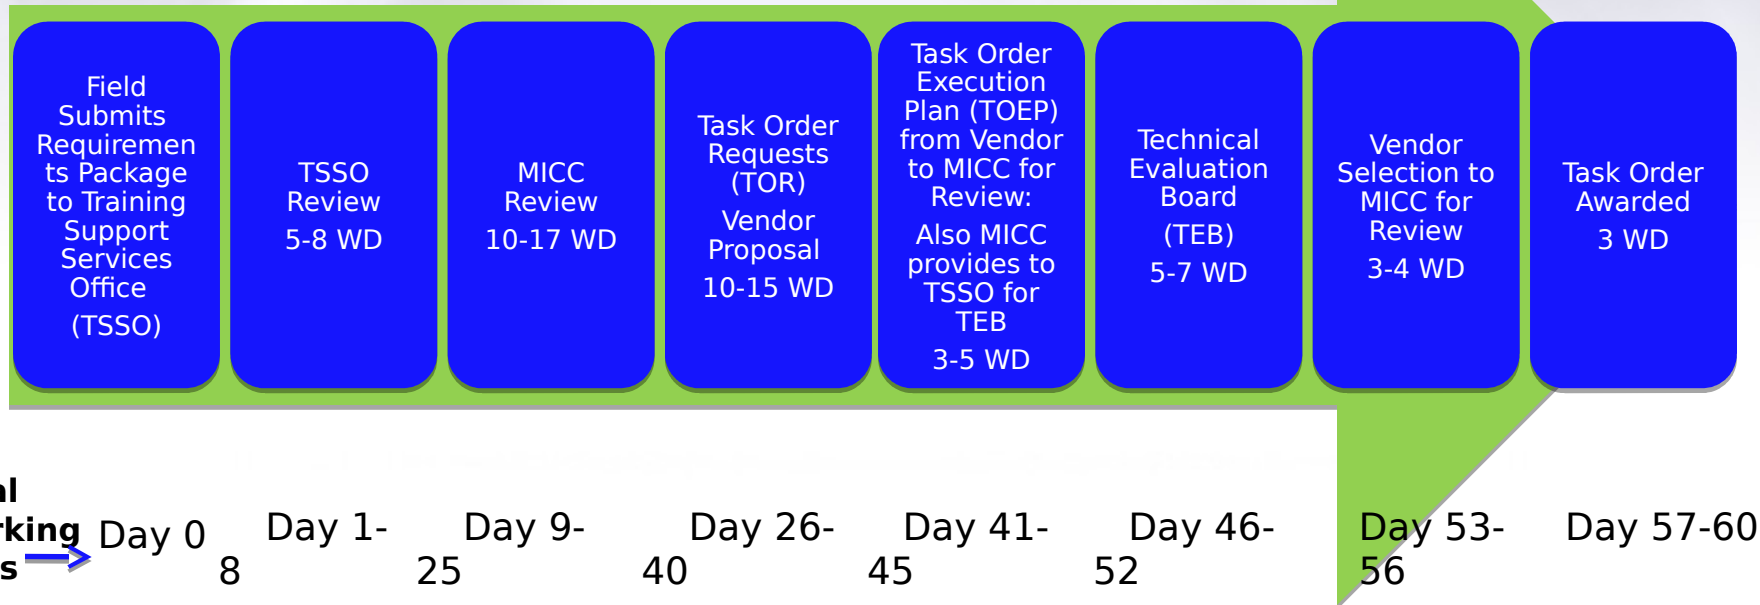 Field
Submits
Requiremen
ts Package
to Training
Support
Services
Office
(TSSO)
TSSO
Review
5-8 WD
MICC
Review
10-17 WD
Task Order
Requests
(TOR)
Vendor
Proposal
10-15 WD
Task Order
Execution
Plan (TOEP)
from Vendor
to MICC for
Review:
Also MICC
provides to
TSSO for
TEB
3-5 WD
Technical
Evaluation
Board
(TEB)
5-7 WD
Vendor
Selection to
MICC for
Review
3-4 WD
Task Order
Awarded
3 WD
Day 0
Day 1-
8
Day 9-
25
Day 26-
40
Day 41-
45
Day 46-
52
Day 53-
56
Day 57-60